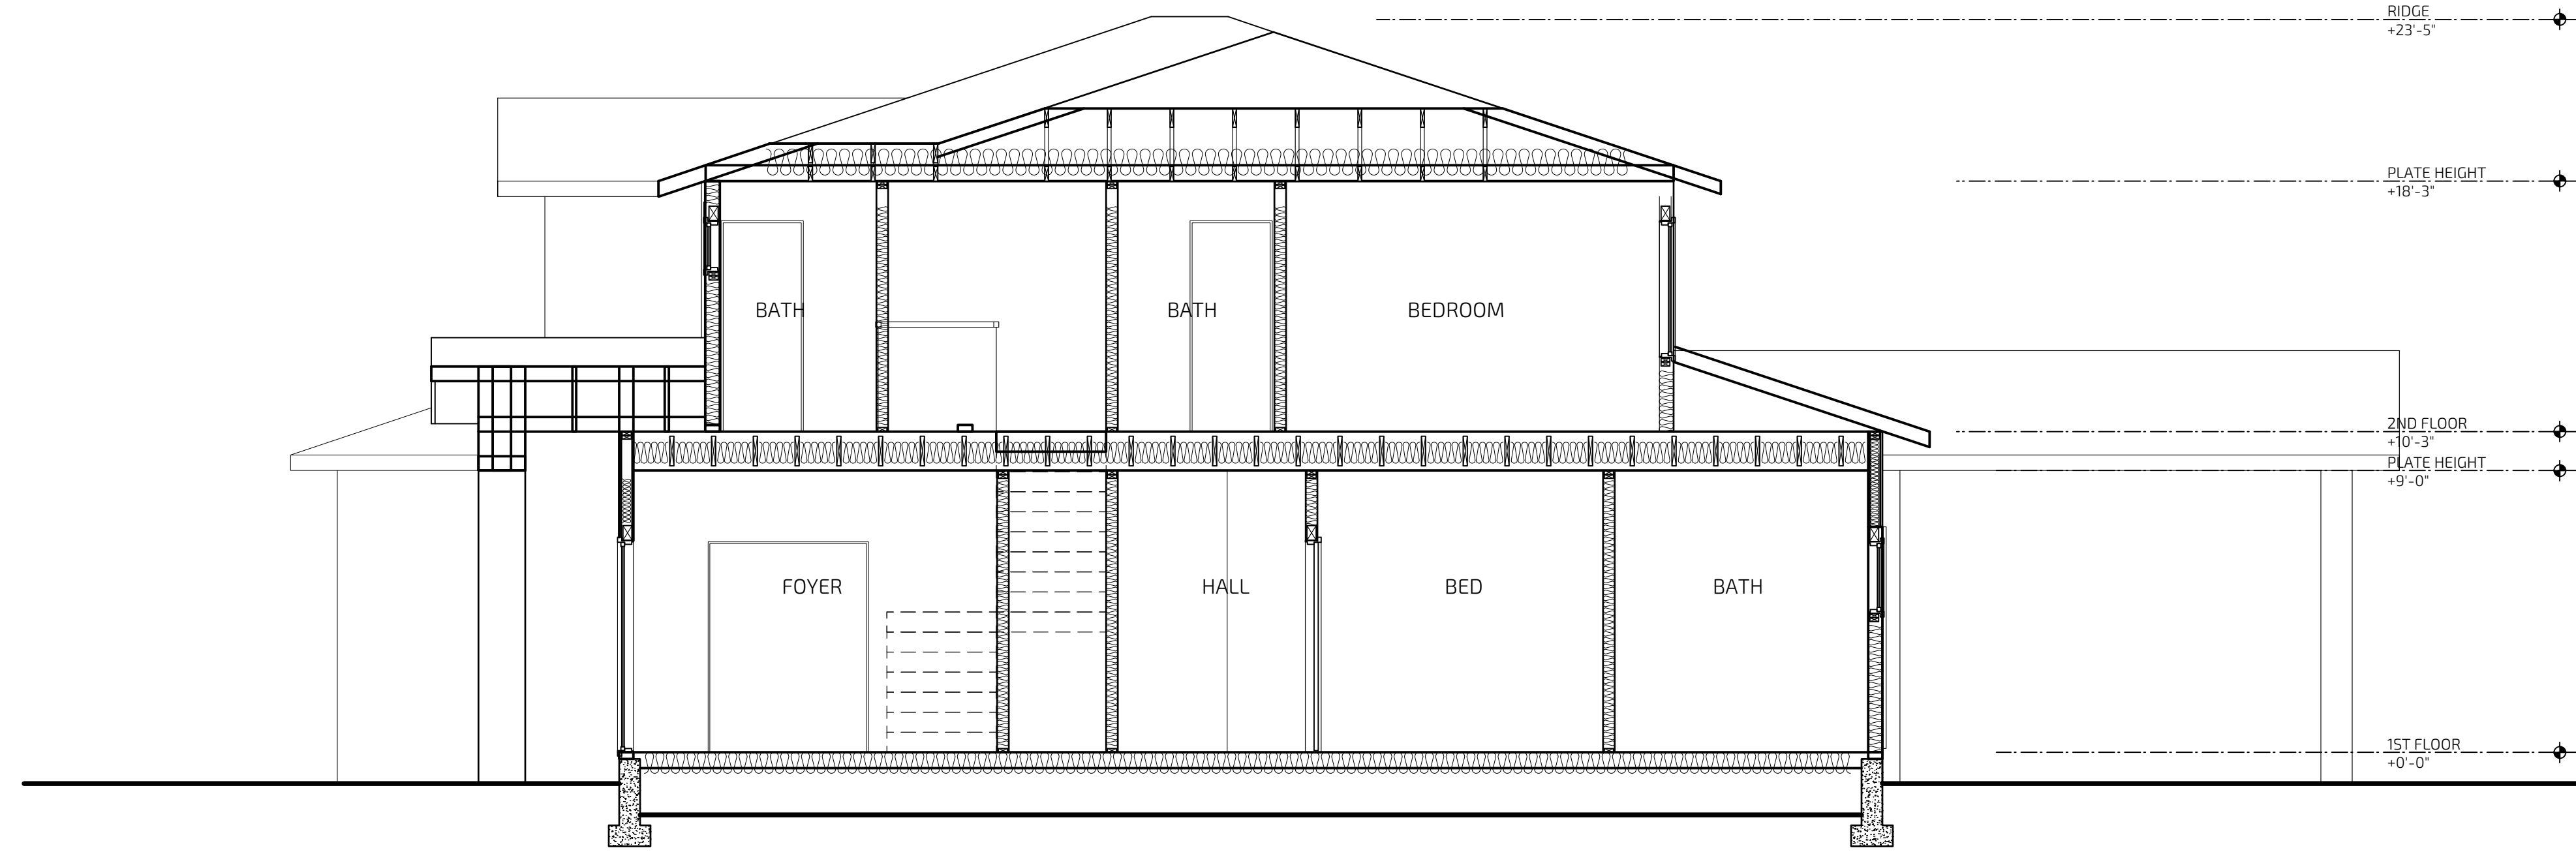 RIDGE
+23'-5"
PLATE HEIGHT
+18'-3"
BATH
BATH
BEDROOM
2ND FLOOR
+10'-3"
PLATE HEIGHT
+9'-0"
FOYER
HALL
BED
BATH
1ST FLOOR
+0'-0"